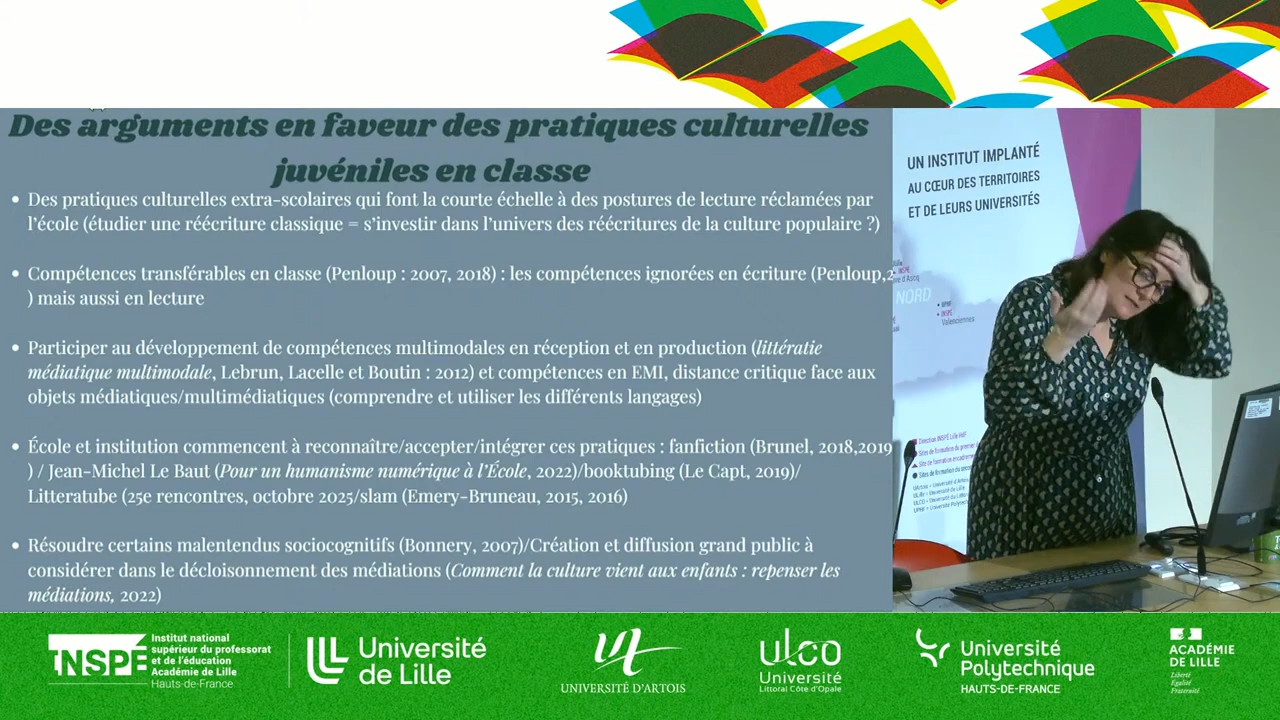 Des arguments en faveur des pratiques culturelles
juvéniles en classe
• Des pratiques culturelles extra-scolaires qui font la courte échelle à des postures de lecture réclamées par
l'école (étudier une réécriture classique = s'investir dans l'univers des réécritures de la culture populaire ?)
• Compétences transférables en classe (Penloup : 2007, 2018) : les compétences ignorées en écriture (Penloup,2
) mais aussi en lecture
• Participer au développement de compétences multimodales en réception et en production (littératie
médiatique multimodale, Lebrun, Lacelle et Boutin : 2012) et compétences en EMI, distance critique face aux
objets médiatiques/multimédiatiques (comprendre et utiliser les différents langages)
• École et institution commencent à reconnaître/accepter/intégrer ces pratiques : fanfiction (Brunel, 2018,2019
) / Jean-Michel Le Baut (Pour un humanisme numérique à l'École, 2022)/booktubing (Le Capt, 2019)/
Litteratube (25e rencontres, octobre 2025/slam (Emery-Bruneau, 2015, 2016)
• Résoudre certains malentendus sociocognitifs (Bonnery, 2007)/Création et diffusion grand public à
considérer dans le décloisonnement des médiations (Comment la culture vient aux enfants : repenser les
médiations, 2022)
UN INSTITUT IMPLANTÉ
AU CŒUR DES TERRITOIRES
ET DE LEURS UNIVERSITÉS
NORD
INSPÉ
Valenciennes
INSPÉ
Institut national
supérieur du professorat
et de l'éducation
Académie de Lille
Hauts-de-France
Université
de Lille
UNIVERSITÉ D'ARTOIS
ULCO
Université
Littoral Côte d'Opale
Université
Polytechnique
HAUTS-DE-FRANCE
ACADÉMIE
DE LILLE
Liberté
Égalité
Fraternité